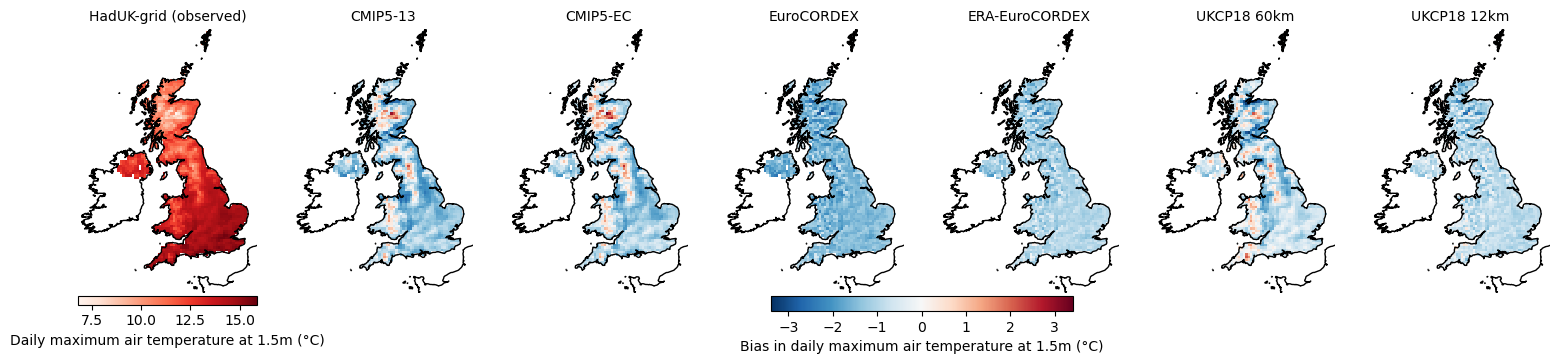 HadUK-grid (observed) CMIP5-13 CMIP5-EC EuroCORDEX ERA-EuroCORDEX UKCP18 60km UKCP18 12km
7.5 10.0 12.5 15.0
Daily maximum air temperature at 1.5m (°C)
−3 −2 −1 0 1 2 3
Bias in daily maximum air temperature at 1.5m (°C)